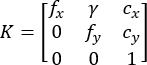 K = [ f_x γ c_x
0 f_y c_y
0 0 1 ]